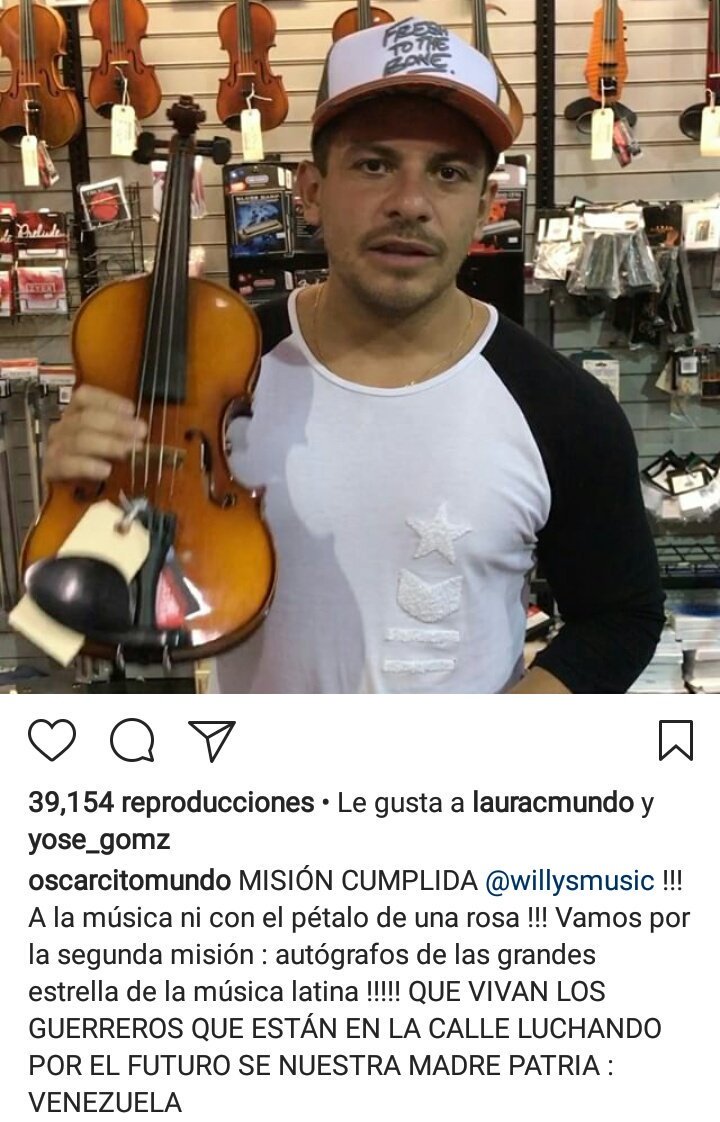 FRESH
TO THE
ZONE.
Prelude
39,154 reproducciones • Le gusta a lauracmundo y
yose_gomz
oscarcitomundo MISIÓN CUMPLIDA @willysmusic !!!
A la música ni con el pétalo de una rosa !!! Vamos por
la segunda misión : autógrafos de las grandes
estrella de la música latina !!!!! QUE VIVAN LOS
GUERREROS QUE ESTÁN EN LA CALLE LUCHANDO
POR EL FUTURO SE NUESTRA MADRE PATRIA :
VENEZUELA